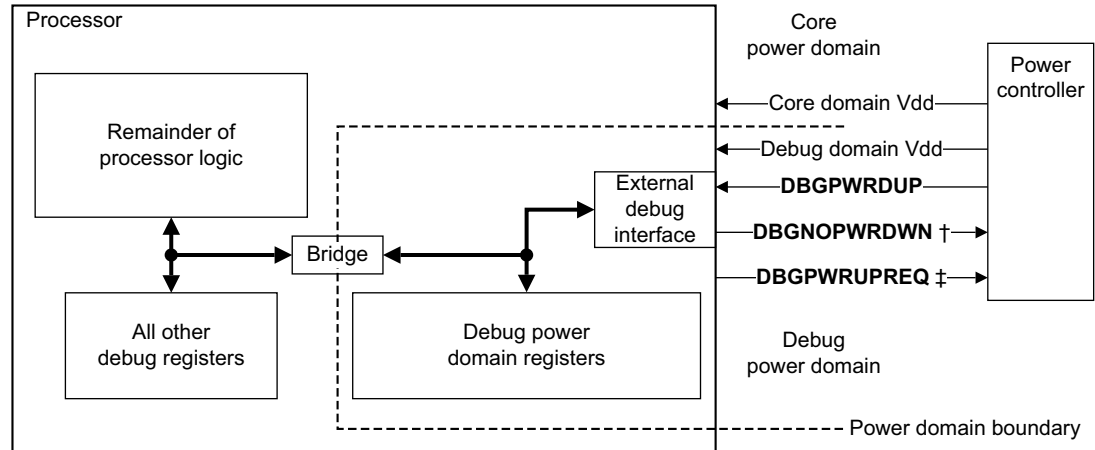 Processor
Core
power domain
Power
controller
Remainder of
processor logic
Core domain Vdd
Debug domain Vdd
External
debug
interface
DBGPWRDUP
DBGNOPWRDWN †
DBGPWRUPREQ ‡
Bridge
All other
debug registers
Debug power
domain registers
Debug
power domain
Power domain boundary